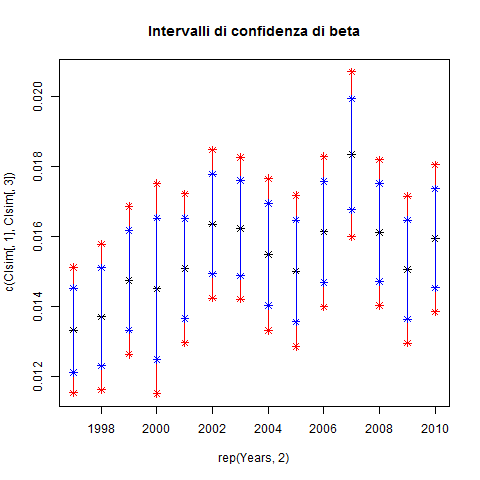 Intervalli di confidenza di beta
c(CIsim[, 1], CIsim[, 3])
0.020
0.018
0.016
0.014
0.012
1998 2000 2002 2004 2006 2008 2010
rep(Years, 2)